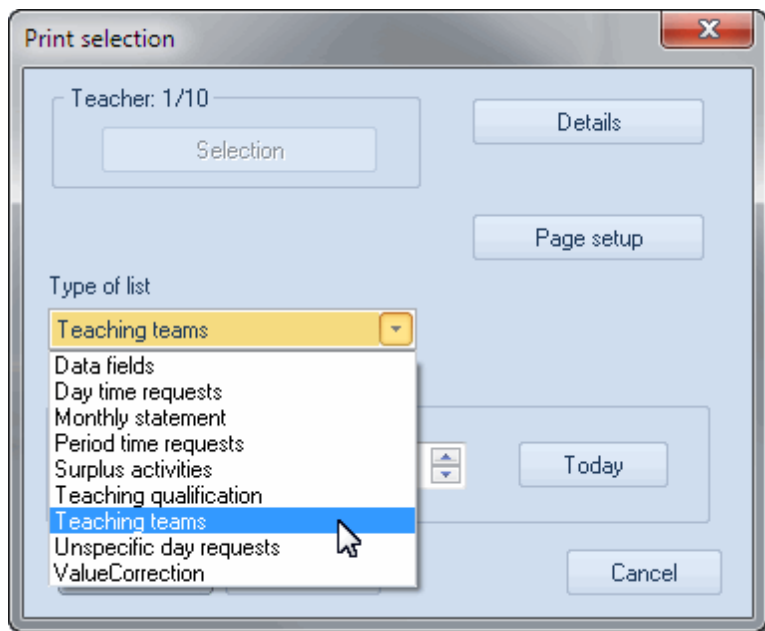 Print selection
Teacher: 1/10
Selection
Details
Page setup
Type of list
Teaching teams
Data fields
Day time requests
Monthly statement
Period time requests
Surplus activities
Teaching qualification
Teaching teams
Unspecific day requests
ValueCorrection
Today
Cancel